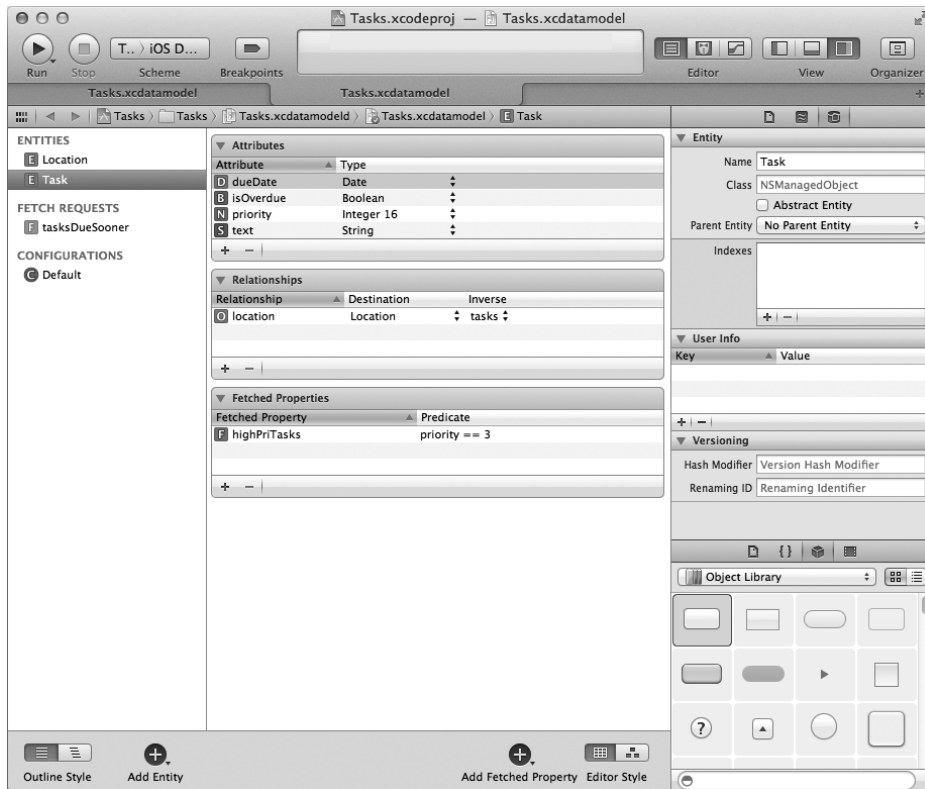 Tasks.xcodeproj — Tasks.xcdatamodel
T.. › iOS D...
Run Stop Scheme Breakpoints Editor View Organizer
Tasks.xcdatamodel Tasks.xcdatamodel +
Tasks › Tasks › Tasks.xcdatamodeld › Tasks.xcdatamodel › E Task
ENTITIES
E Location
E Task
FETCH REQUESTS
F tasksDueSooner
CONFIGURATIONS
C Default
Attributes
Attribute Type
D dueDate Date
B isOverdue Boolean
N priority Integer 16
S text String
+ −
Relationships
Relationship Destination Inverse
O location Location tasks
+ −
Fetched Properties
Fetched Property Predicate
F highPriTasks priority == 3
+ −
Entity
Name Task
Class NSManagedObject
Abstract Entity
Parent Entity No Parent Entity
Indexes
+ −
User Info
Key Value
+ −
Versioning
Hash Modifier Version Hash Modifier
Renaming ID Renaming Identifier
{}
Object Library
?
Outline Style Add Entity Add Fetched Property Editor Style